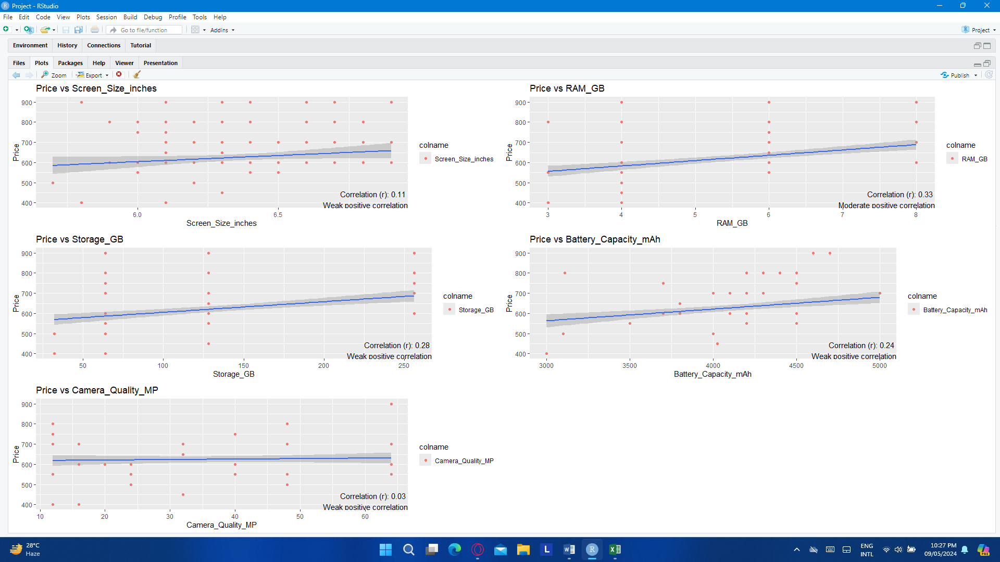 Project - RStudio
File Edit Code View Plots Session Build Debug Profile Tools Help
Go to file/function Addins Project
Environment History Connections Tutorial
Files Plots Packages Help Viewer Presentation
Zoom Export Publish
Price vs Screen_Size_inches
900
800
700
600
500
400
Price
6.0 6.5
Screen_Size_inches
Correlation (r): 0.11
Weak positive correlation
colname
Screen_Size_inches
Price vs RAM_GB
900
800
700
600
500
400
Price
3 4 5 6 7 8
RAM_GB
Correlation (r): 0.33
Moderate positive correlation
colname
RAM_GB
Price vs Storage_GB
900
800
700
600
500
400
Price
50 100 150 200 250
Storage_GB
Correlation (r): 0.28
Weak positive correlation
colname
Storage_GB
Price vs Battery_Capacity_mAh
900
800
700
600
500
400
Price
3000 3500 4000 4500 5000
Battery_Capacity_mAh
Correlation (r): 0.24
Weak positive correlation
colname
Battery_Capacity_mAh
Price vs Camera_Quality_MP
900
800
700
600
500
400
Price
10 20 30 40 50 60
Camera_Quality_MP
Correlation (r): 0.03
Weak positive correlation
colname
Camera_Quality_MP
28°C
Haze
L
R
ENG
INTL
10:27 PM
09/05/2024
PRE